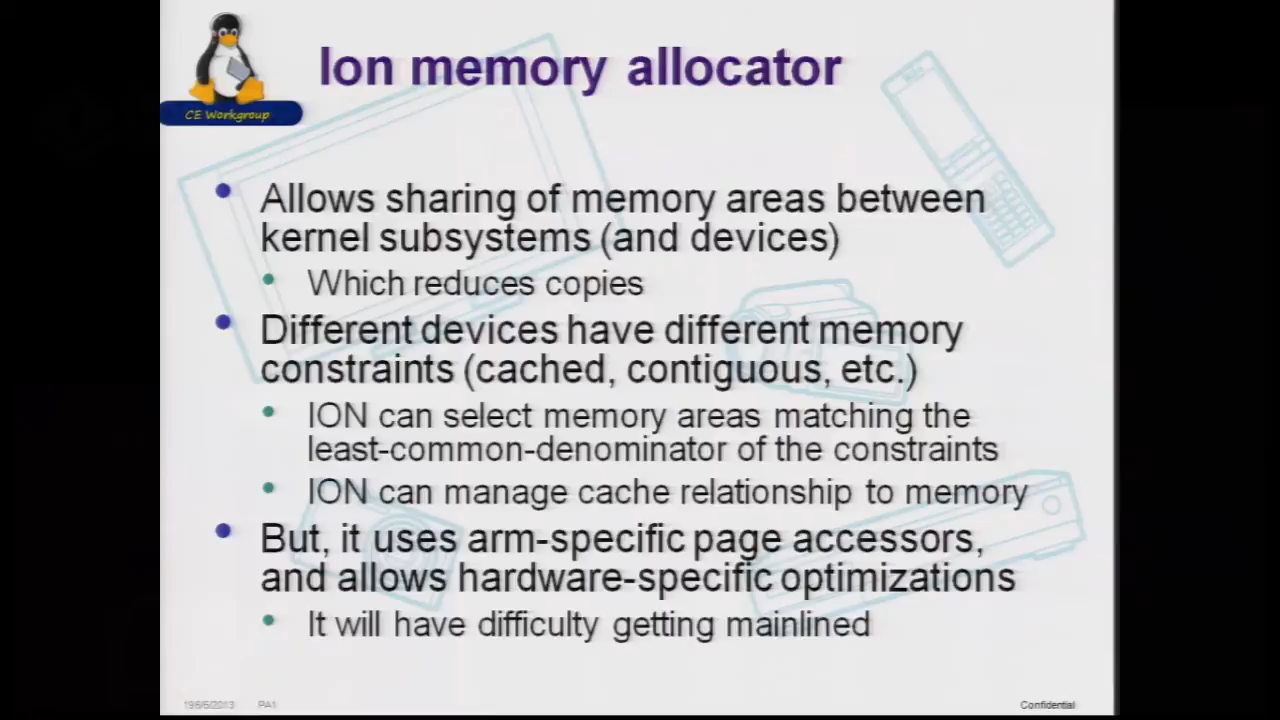 Ion memory allocator
CE Workgroup
Allows sharing of memory areas between
kernel subsystems (and devices)
Which reduces copies
Different devices have different memory
constraints (cached, contiguous, etc.)
ION can select memory areas matching the
least-common-denominator of the constraints
ION can manage cache relationship to memory
But, it uses arm-specific page accessors,
and allows hardware-specific optimizations
It will have difficulty getting mainlined
PA1
Confidential